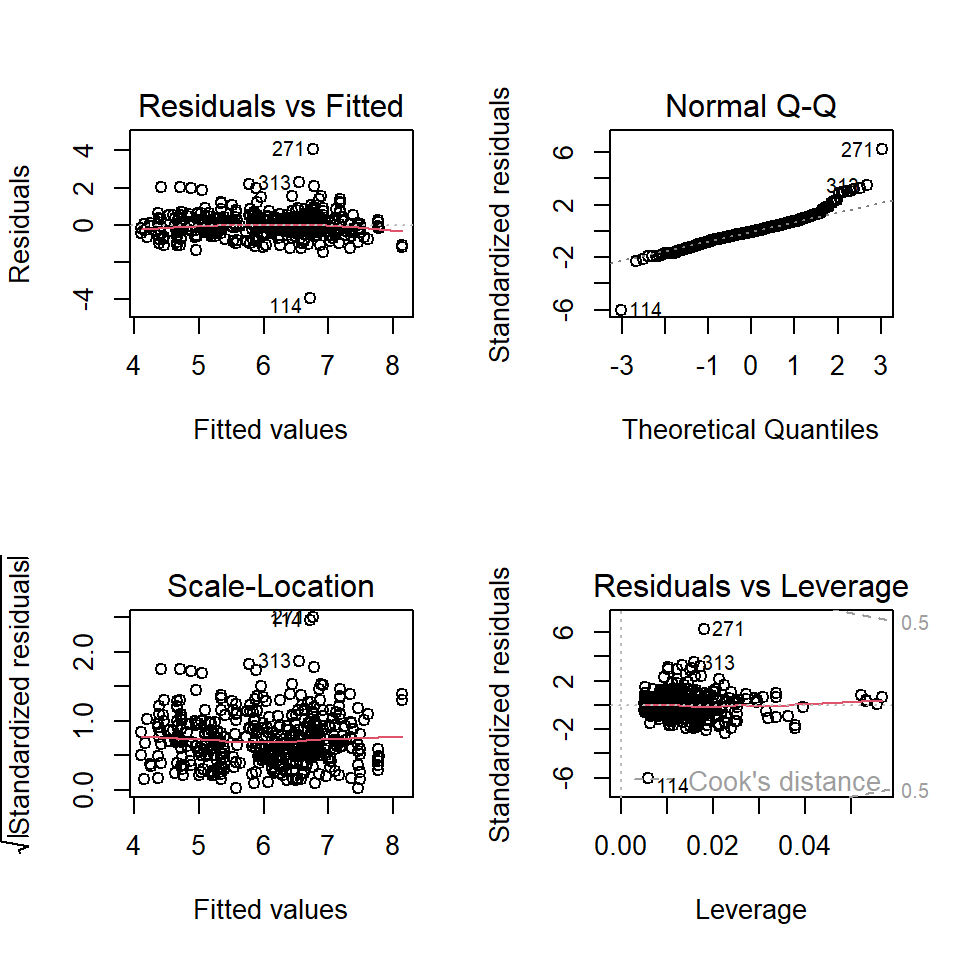 Residuals vs Fitted
Residuals
4
2
0
-4
271
313
114
4 5 6 7 8
Fitted values
Normal Q-Q
Standardized residuals
6
2
-2
-6
271
313
114
-3 -1 0 1 2 3
Theoretical Quantiles
Scale-Location
√|Standardized residuals|
2.0
1.0
0.0
114
313
4 5 6 7 8
Fitted values
Residuals vs Leverage
Standardized residuals
6
2
-2
-6
271
313
114
Cook's distance
0.5
0.5
0.00 0.02 0.04
Leverage